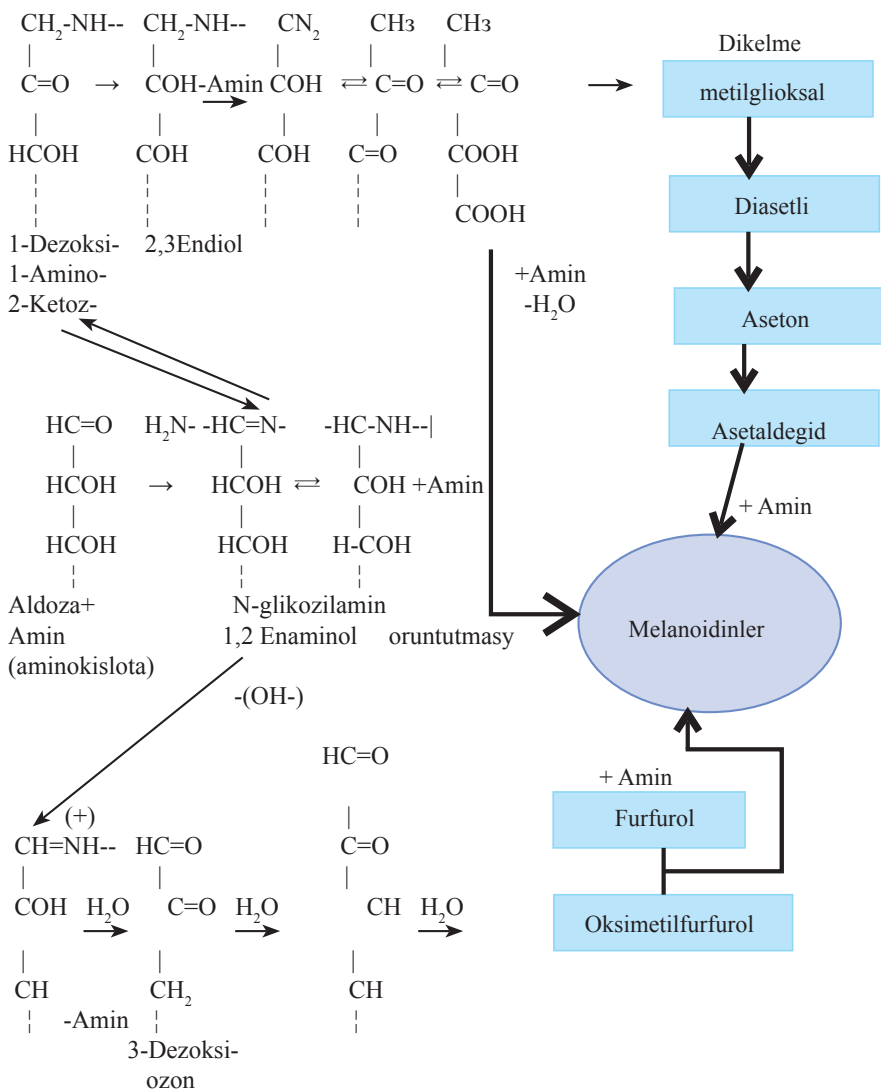 CH₂-NH-- CH₂-NH-- CN₂ CH₃ CH₃
| | | | |
C=O → COH-Amin → COH ⇌ C=O ⇌ C=O →
| | | | |
HCOH COH COH C=O COOH
|
COOH
1-Dezoksi- 2,3Endiol
1-Amino-
2-Ketoz-
+Amin
-H₂O
Dikelme
metilglioksal
Diasetli
Aseton
Asetaldegid
+ Amin
Melanoidinler
HC=O H₂N- -HC=N- -HC-NH--|
| | |
HCOH → HCOH ⇌ COH +Amin
| | |
HCOH HCOH H-COH
Aldoza+ N-glikozilamin
Amin 1,2 Enaminol oruntutmasy
(aminokislota)
-(OH-)
HC=O
(+) |
CH=NH-- HC=O C=O
| | |
COH H₂O → C=O H₂O → CH H₂O →
| | |
CH CH₂ CH
-Amin
3-Dezoksi-
ozon
+ Amin
Furfurol
Oksimetilfurfurol